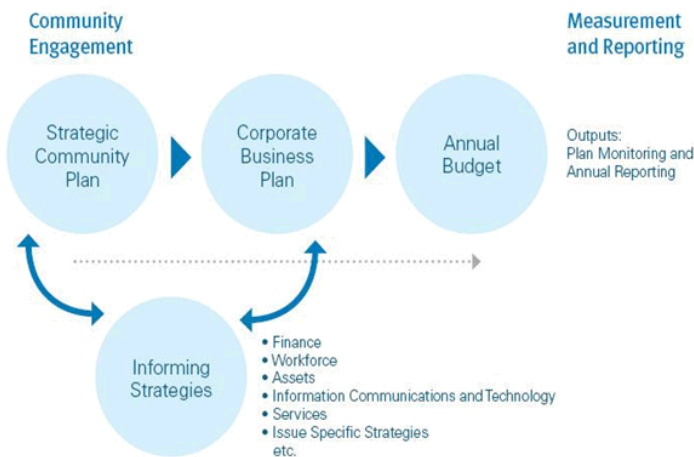 Community
Engagement
Measurement
and Reporting
Strategic
Community
Plan
Corporate
Business
Plan
Annual
Budget
Outputs:
Plan Monitoring and
Annual Reporting
Informing
Strategies
• Finance
• Workforce
• Assets
• Information Communications and Technology
• Services
• Issue Specific Strategies
etc.